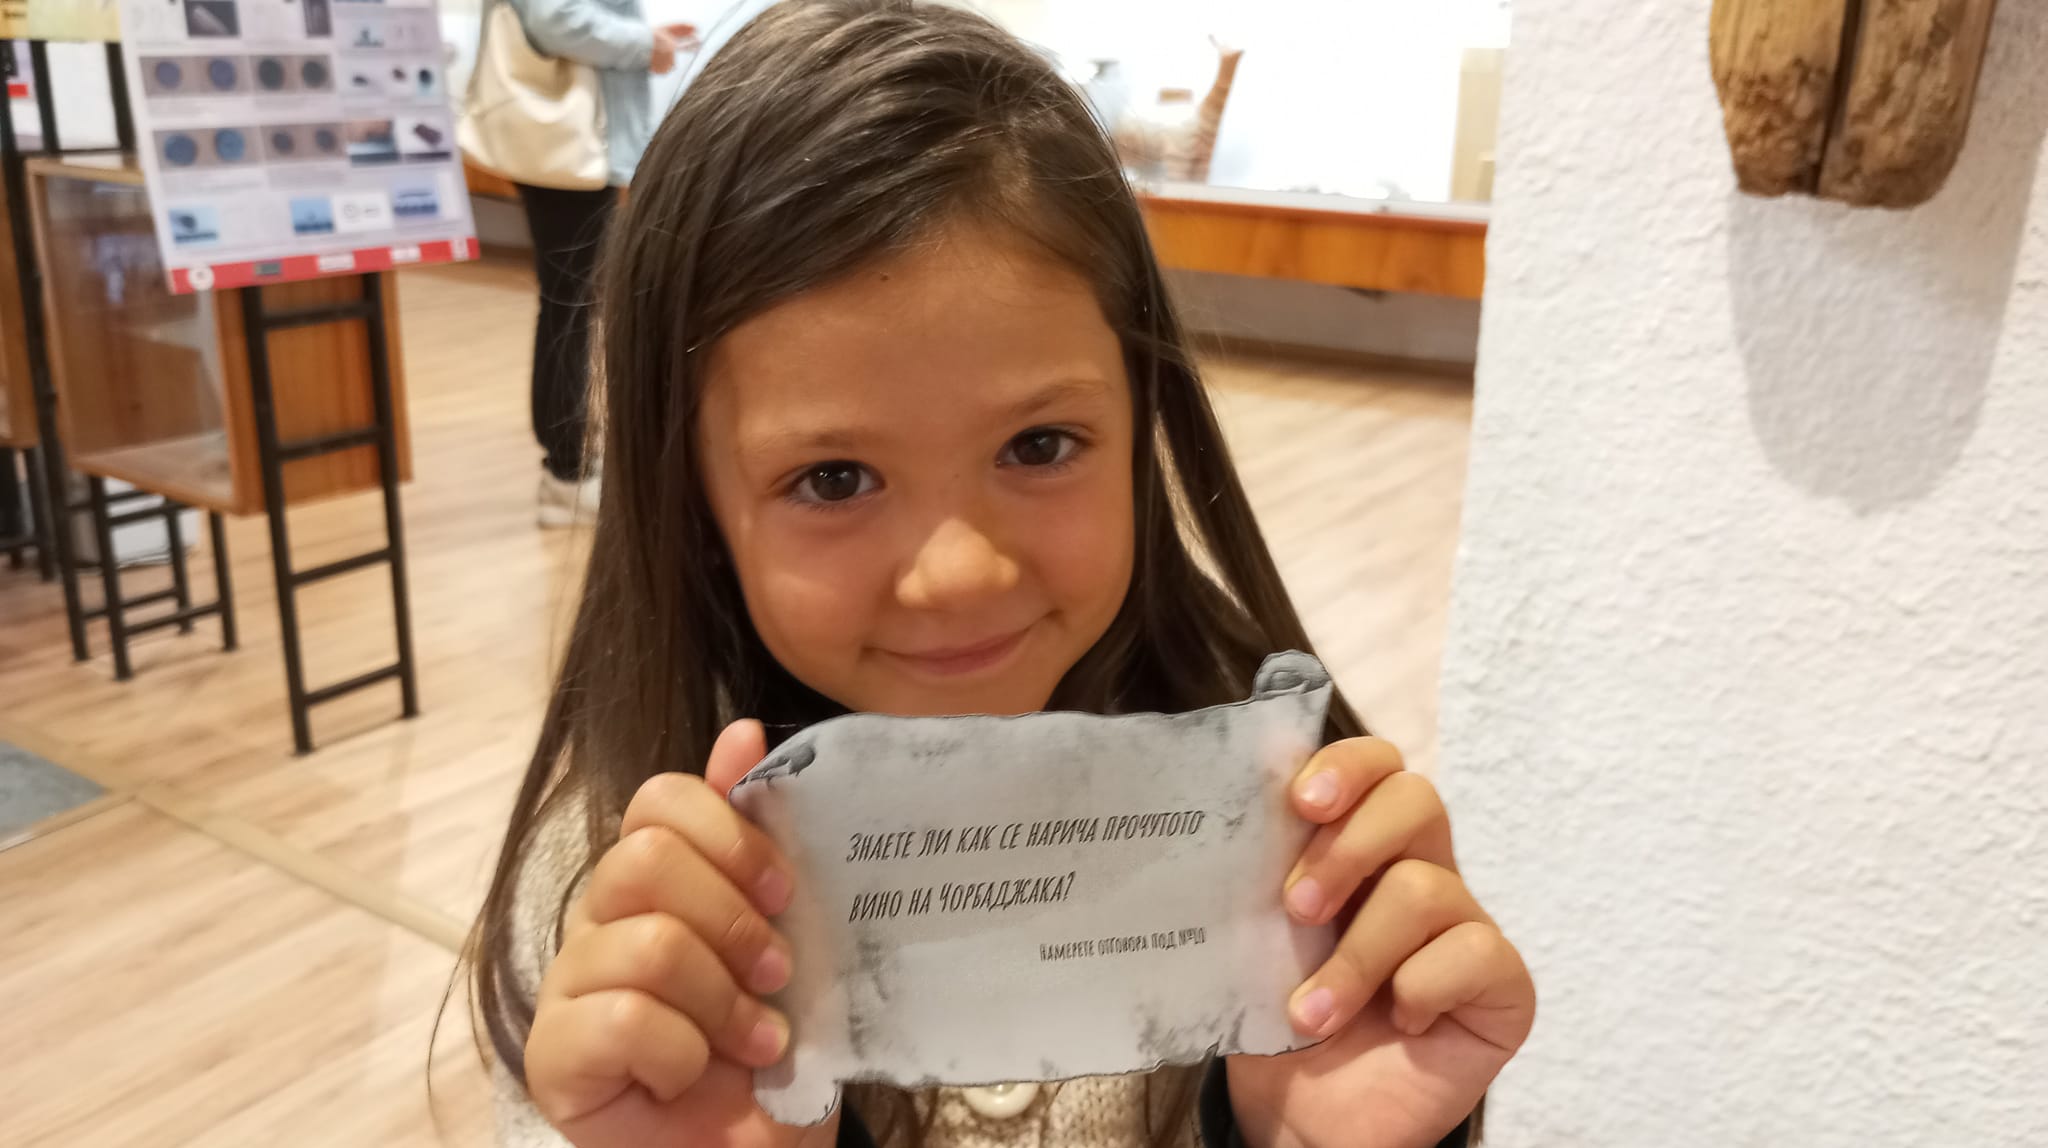 Знаете ли как се нарича прочутото
вино на Чорбаджака?
Намерете отговора под №10